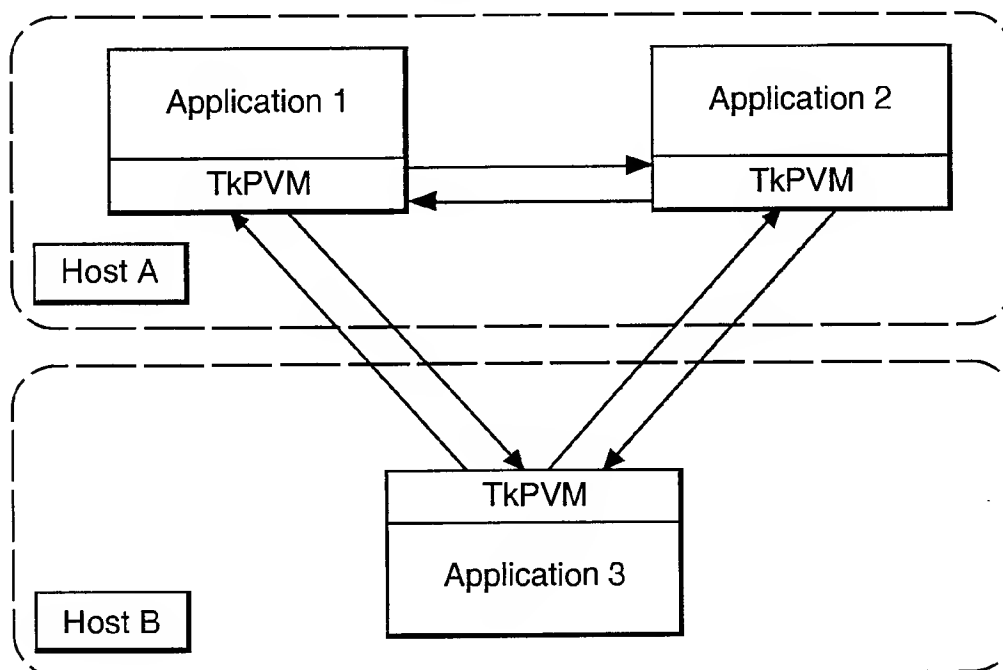 Application 1
Application 2
TkPVM
TkPVM
Host A
TkPVM
Application 3
Host B